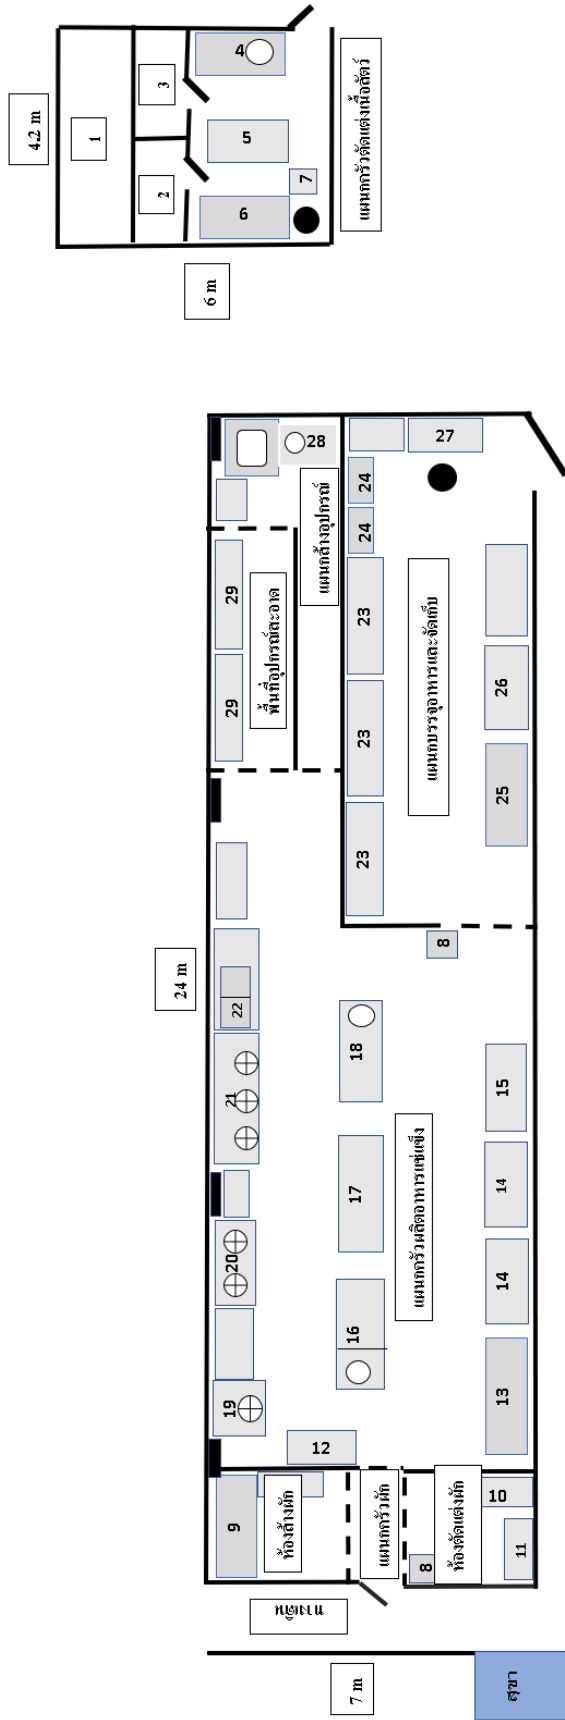 4.2 m
1
2
3
4
5
6
7
แผนกครัวตัดแต่งเนื้อสัตว์
6 m
28
27
24
24
แผนกล้างอุปกรณ์
29
29
พื้นที่อุปกรณ์สะอาด
23
23
23
แผนกบรรจุอาหารและจัดเก็บ
26
25
24 m
8
22
21
18
15
20
17
แผนกครัวผลิตอาหารแช่แข็ง
14
14
16
19
13
12
9
ห้องล้างผัก
แผนกครัวผัก
ห้องตัดแต่งผัก
10
8
11
ทางเดิน
7 m
สุขา